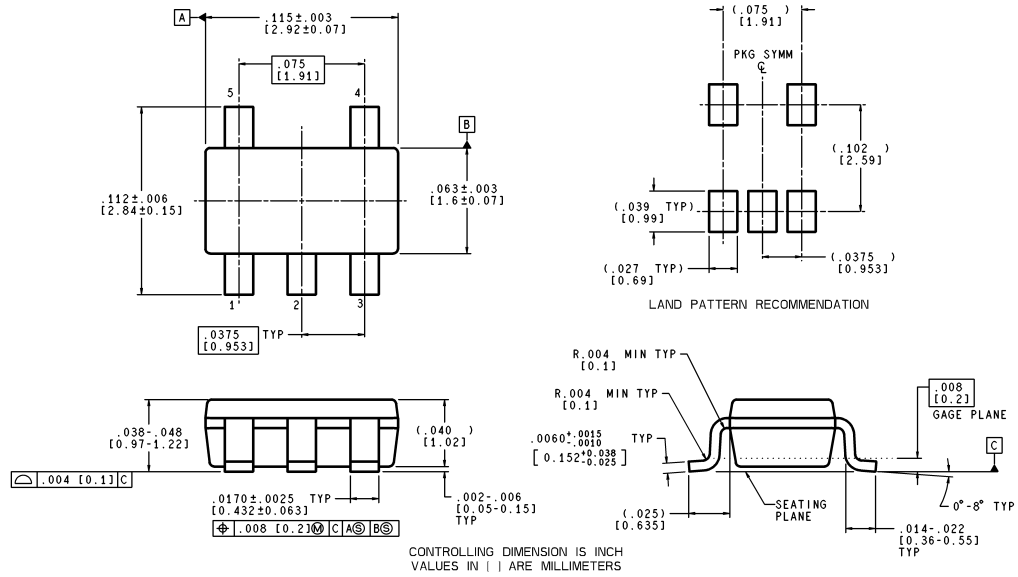 A
.115±.003
[2.92±0.07]
.075
[1.91]
5
4
B
.112±.006
[2.84±0.15]
.063±.003
[1.6±0.07]
1
2
3
.0375 TYP
[0.953]
(.075 )
[1.91]
PKG SYMM
℄
(.102 )
[2.59]
(.039 TYP)
[0.99]
(.027 TYP)
[0.69]
(.0375 )
[0.953]
LAND PATTERN RECOMMENDATION
.038-.048
[0.97-1.22]
(.040 )
[1.02]
⌓ .004 [0.1] C
.0170±.0025 TYP
[0.432±0.063]
⌖ .008 [0.2]Ⓜ C AⓈ BⓈ
.002-.006
[0.05-0.15]
TYP
R.004 MIN TYP
[0.1]
R.004 MIN TYP
[0.1]
.0060+.0015 -.0010 TYP
[0.152+0.038 -0.025]
.008
[0.2]
GAGE PLANE
C
SEATING
PLANE
0°-8° TYP
(.025)
[0.635]
.014-.022
[0.36-0.55]
TYP
CONTROLLING DIMENSION IS INCH
VALUES IN [ ] ARE MILLIMETERS